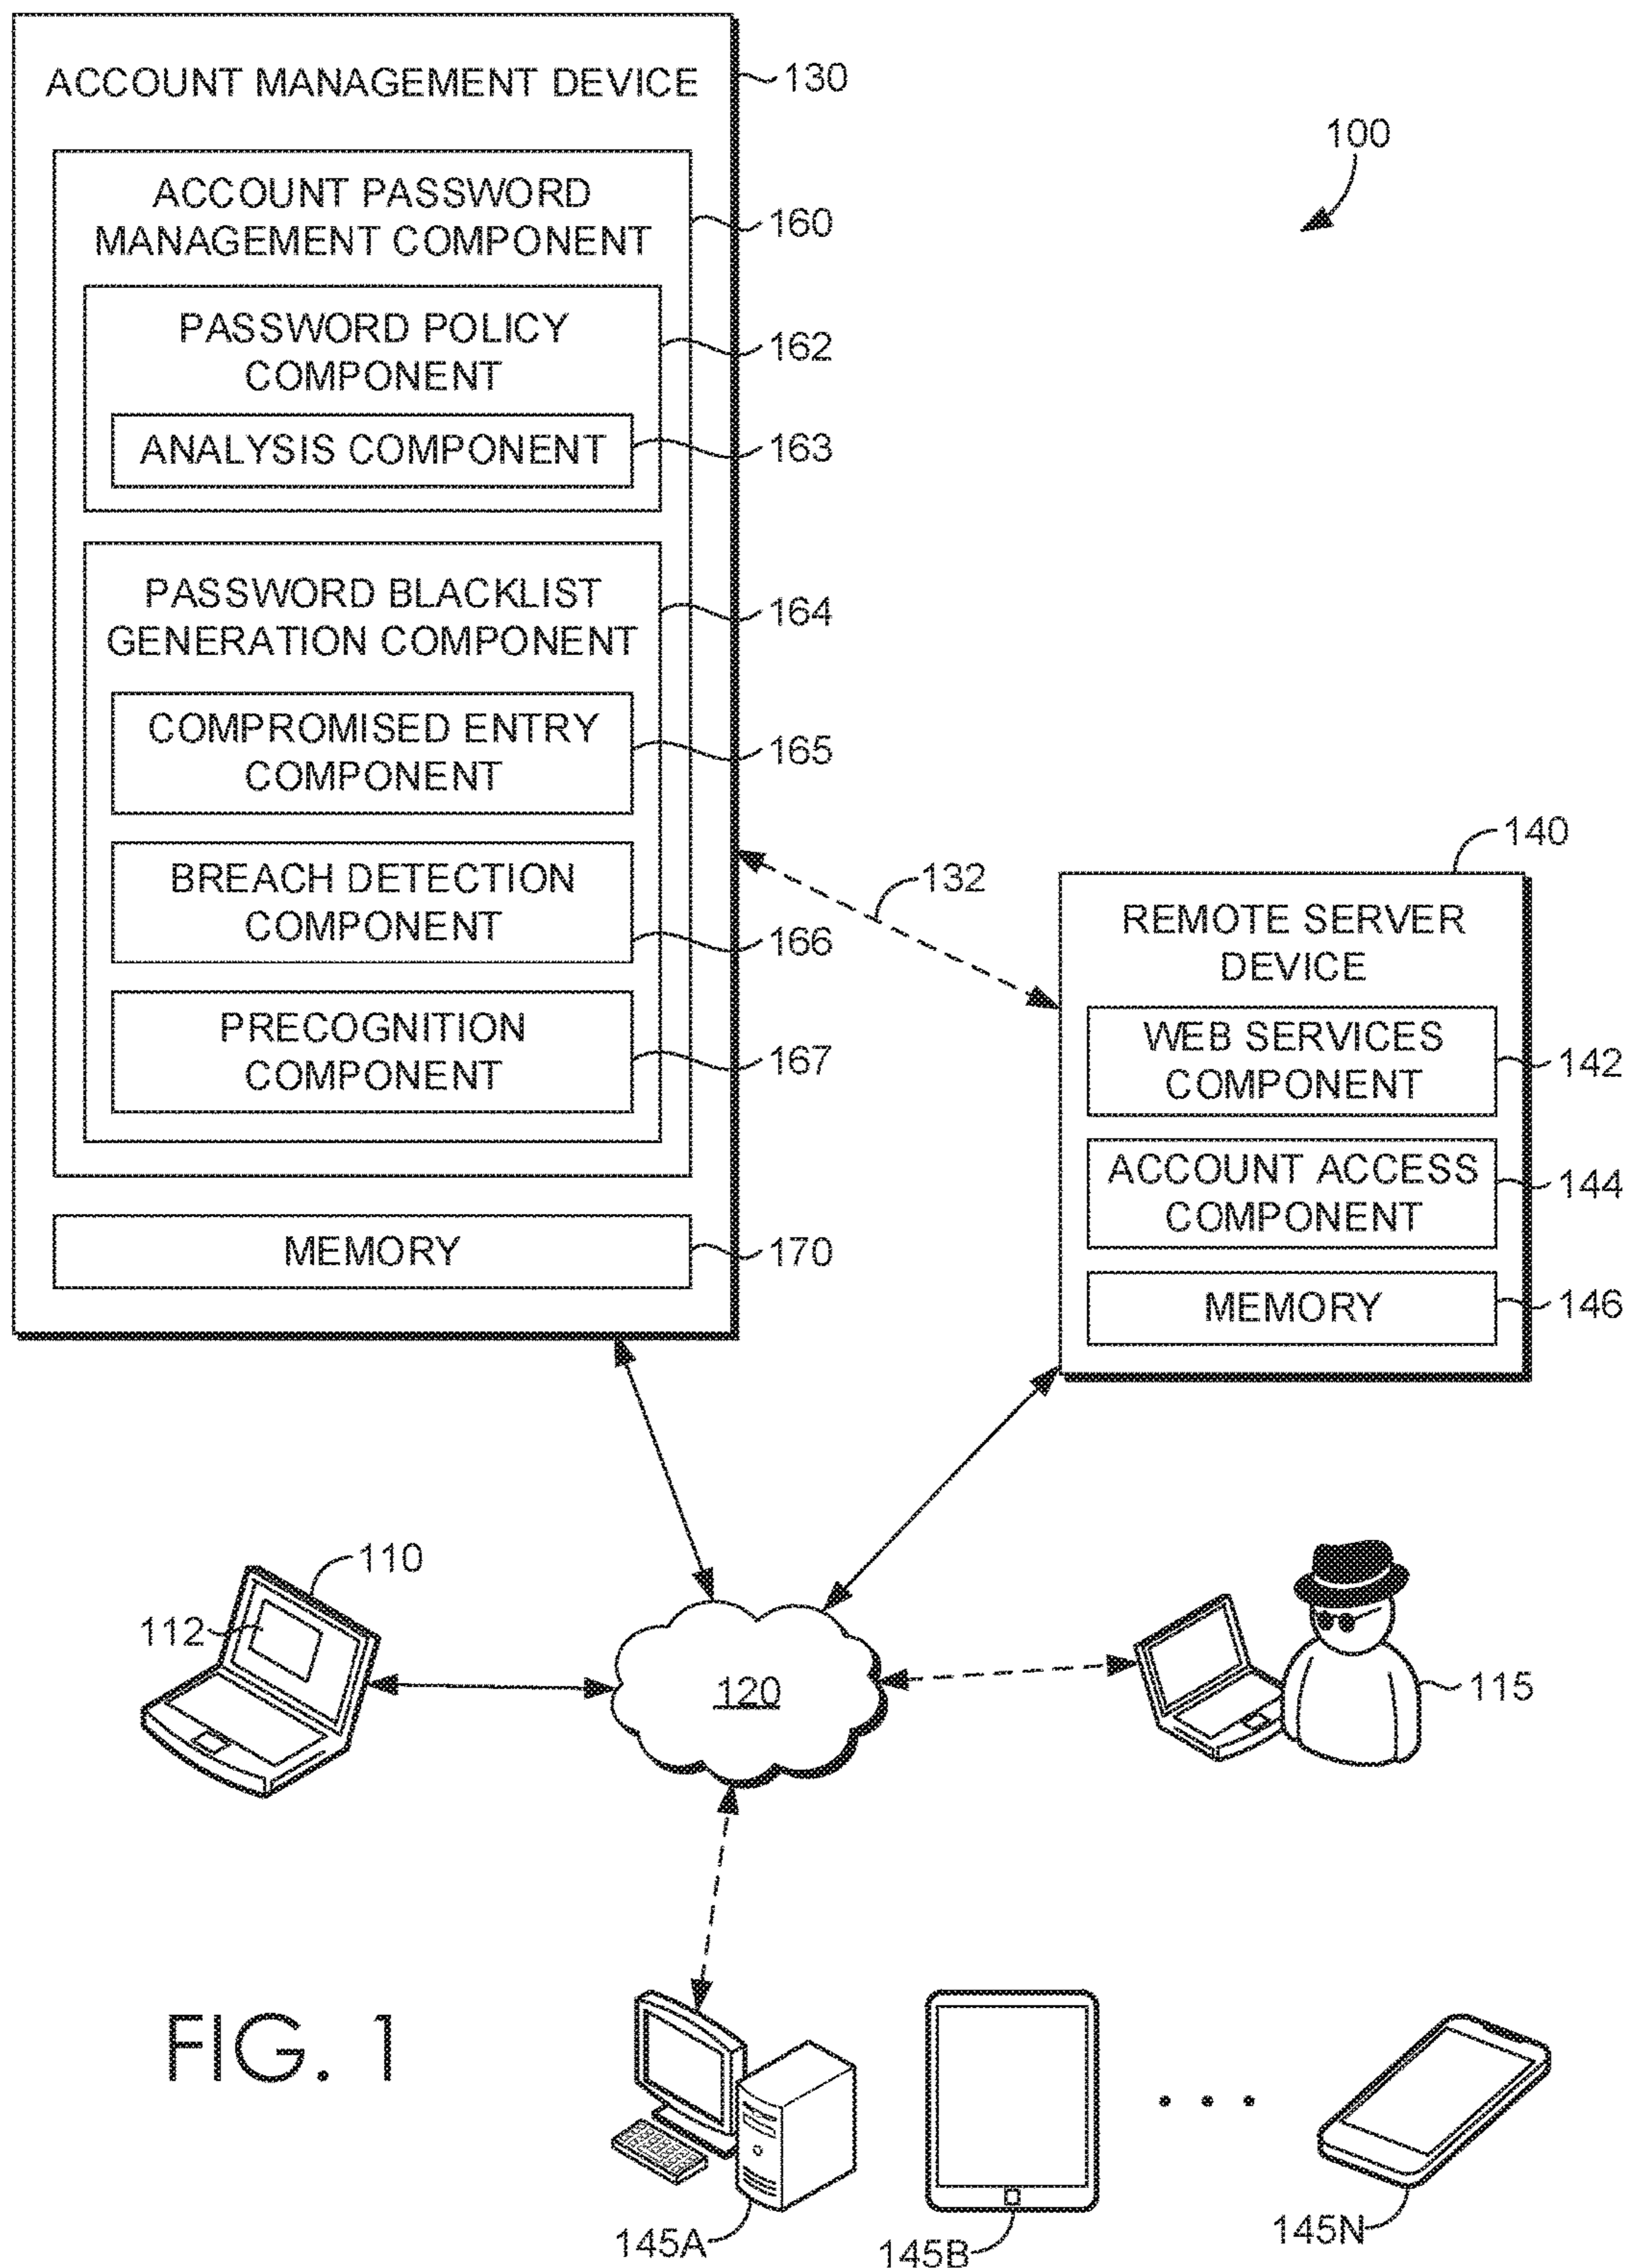 ACCOUNT MANAGEMENT DEVICE
130
100
ACCOUNT PASSWORD
MANAGEMENT COMPONENT
160
PASSWORD POLICY
COMPONENT
162
ANALYSIS COMPONENT
163
PASSWORD BLACKLIST
GENERATION COMPONENT
164
COMPROMISED ENTRY
COMPONENT
165
BREACH DETECTION
COMPONENT
166
PRECOGNITION
COMPONENT
167
MEMORY
170
132
140
REMOTE SERVER
DEVICE
WEB SERVICES
COMPONENT
142
ACCOUNT ACCESS
COMPONENT
144
MEMORY
146
110
112
120
115
FIG. 1
145A
145B
145N